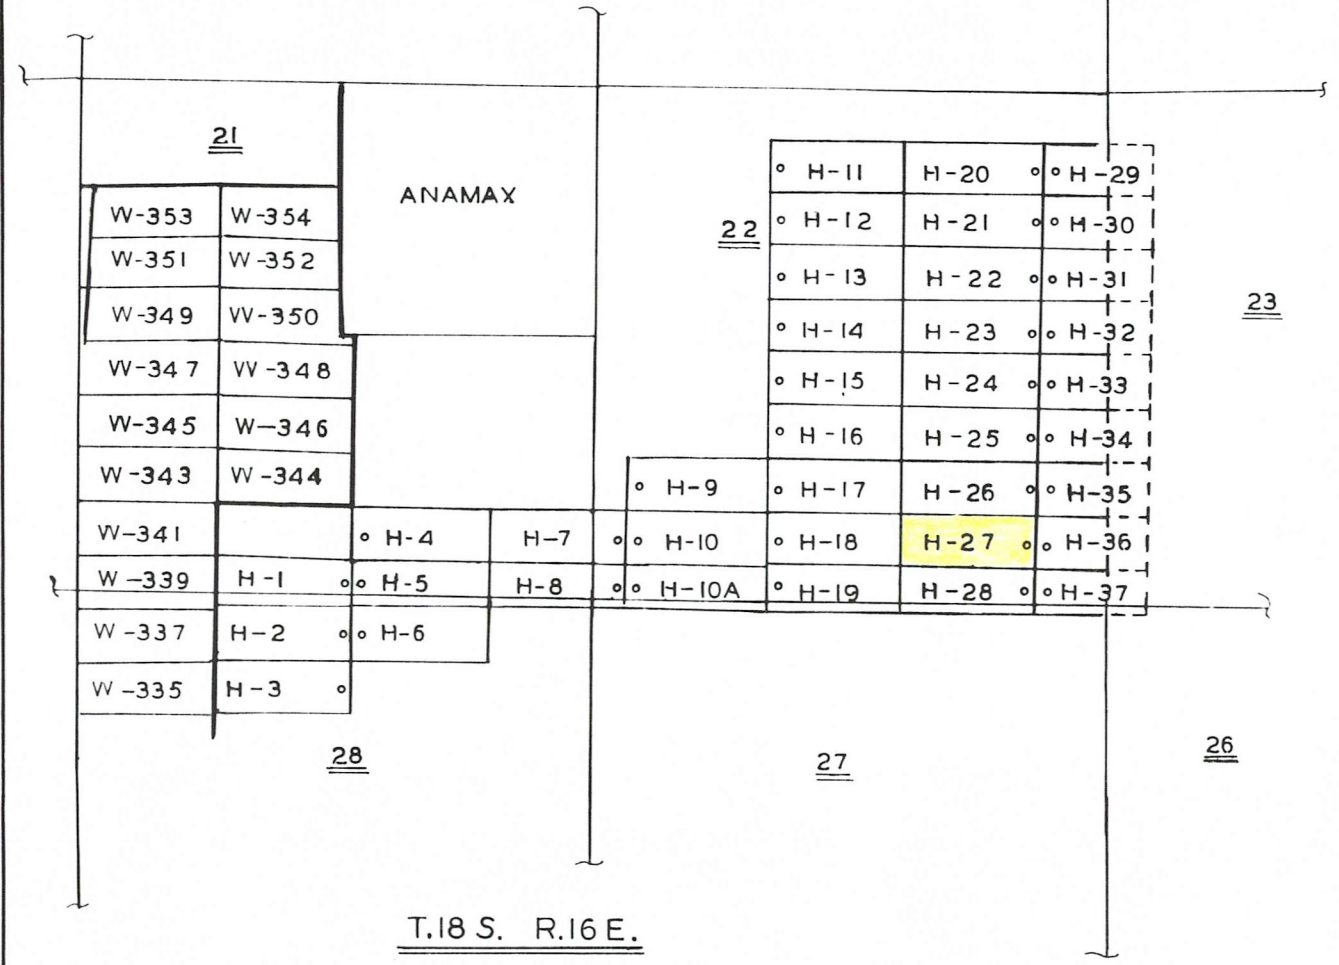 21
ANAMAX
H-11 H-20 H-29
W-353 W-354 22 H-12 H-21 H-30
W-351 W-352 H-13 H-22 H-31
23
W-349 W-350 H-14 H-23 H-32
W-347 W-348 H-15 H-24 H-33
W-345 W-346 H-16 H-25 H-34
W-343 W-344 H-9 H-17 H-26 H-35
W-341 H-4 H-7 H-10 H-18 H-27 H-36
W-339 H-1 H-5 H-8 H-10A H-19 H-28 H-37
W-337 H-2 H-6
W-335 H-3
28 27 26
T.18 S. R.16 E.